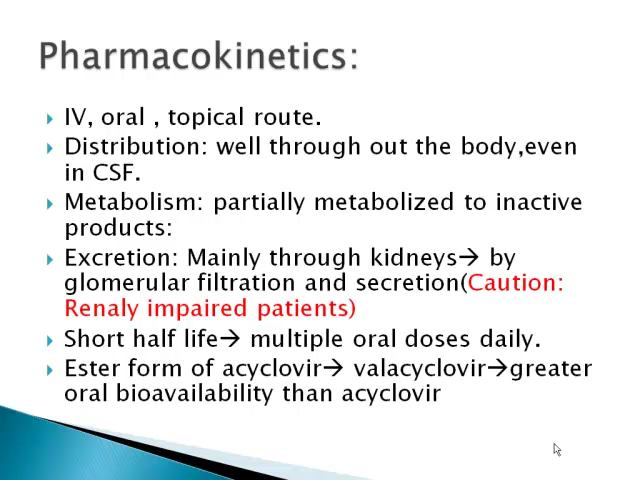 Pharmacokinetics:
IV, oral , topical route.
Distribution: well through out the body,even
in CSF.
Metabolism: partially metabolized to inactive
products:
Excretion: Mainly through kidneys→ by
glomerular filtration and secretion(Caution:
Renaly impaired patients)
Short half life→ multiple oral doses daily.
Ester form of acyclovir→ valacyclovir→greater
oral bioavailability than acyclovir